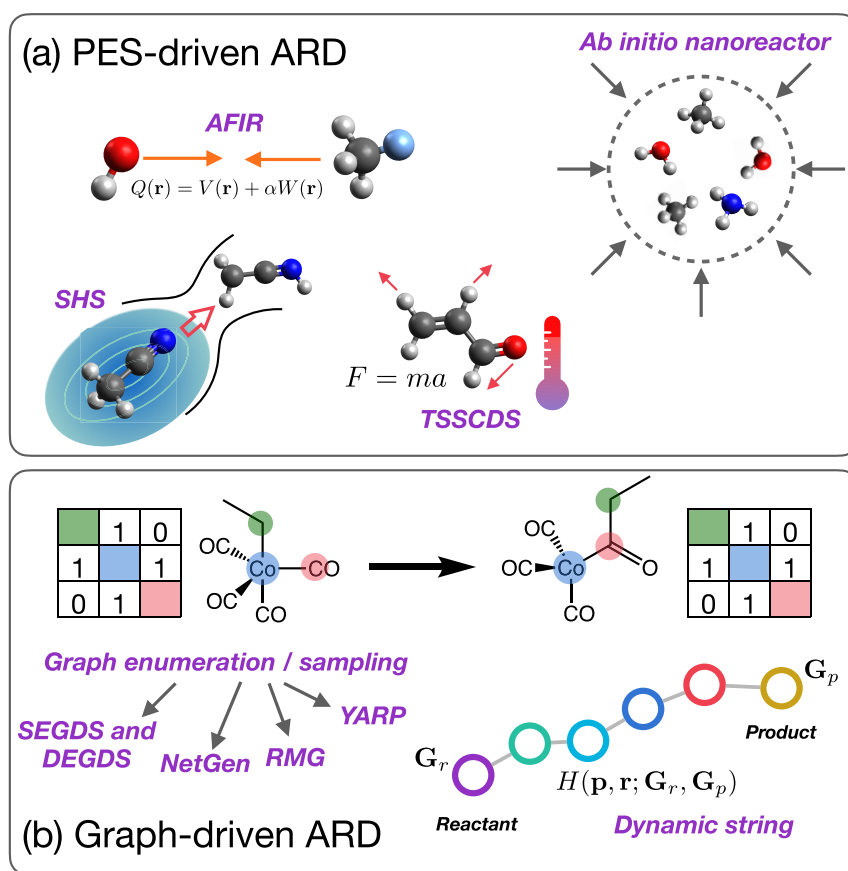 (a) PES-driven ARD
Ab initio nanoreactor
AFIR
Q(r) = V(r) + αW(r)
SHS
F = ma
TSSCDS
1 0
1 1
0 1
OC
Co
CO
OC
CO
OC
Co
O
OC
CO
1 0
1 1
0 1
Graph enumeration / sampling
SEGDS and
DEGDS
NetGen
RMG
YARP
G_p
Product
G_r
H(p, r; G_r, G_p)
Reactant
Dynamic string
(b) Graph-driven ARD